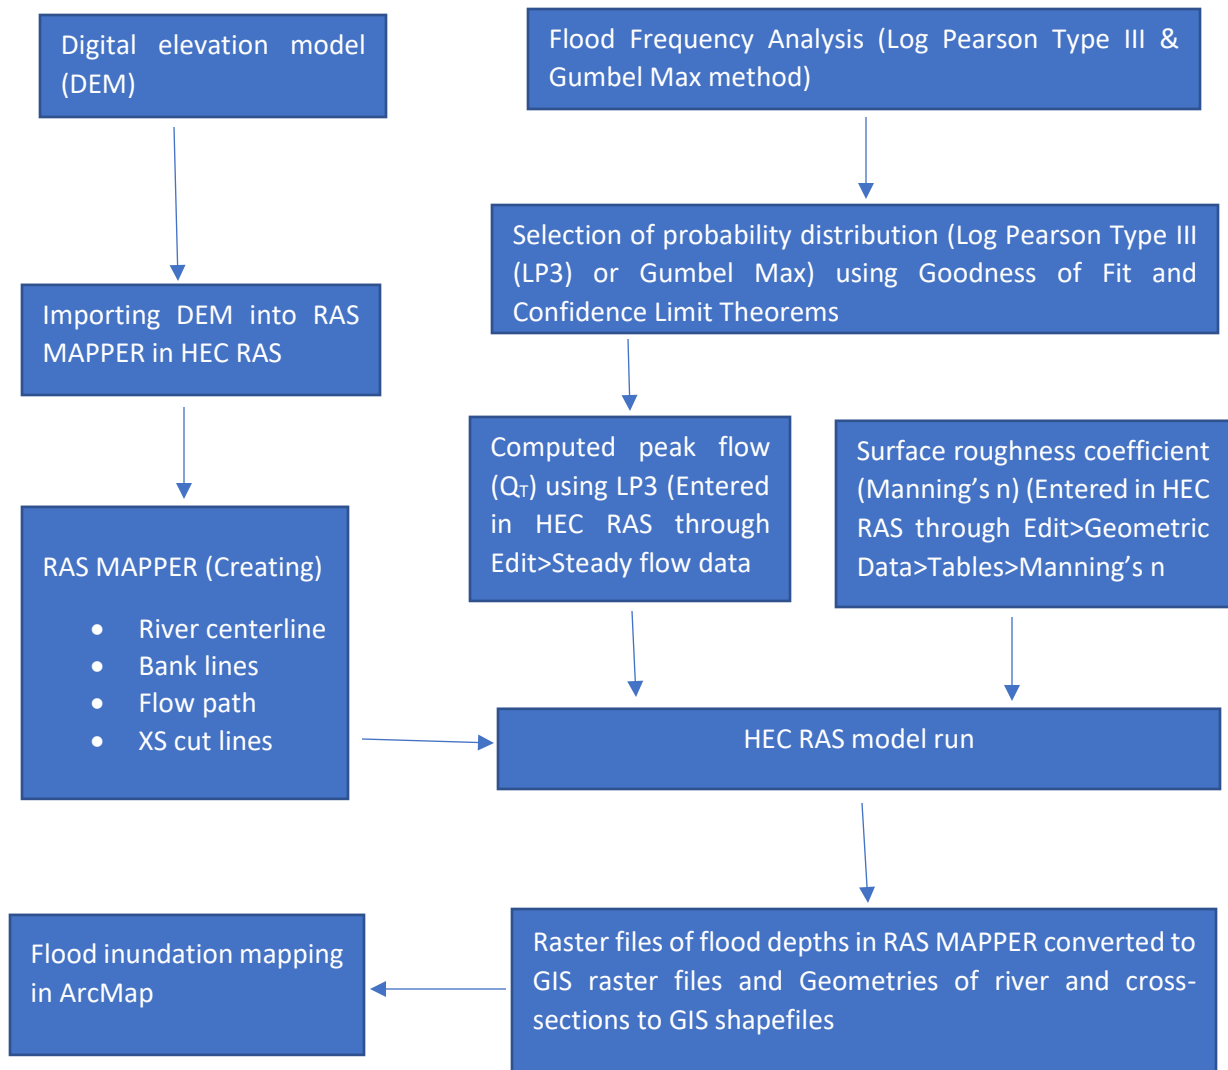 Digital elevation model
(DEM)
Flood Frequency Analysis (Log Pearson Type III &
Gumbel Max method)
Selection of probability distribution (Log Pearson Type III
(LP3) or Gumbel Max) using Goodness of Fit and
Confidence Limit Theorems
Importing DEM into RAS
MAPPER in HEC RAS
Computed peak flow
(QT) using LP3 (Entered
in HEC RAS through
Edit>Steady flow data
Surface roughness coefficient
(Manning’s n) (Entered in HEC
RAS through Edit>Geometric
Data>Tables>Manning’s n
RAS MAPPER (Creating)
• River centerline
• Bank lines
• Flow path
• XS cut lines
HEC RAS model run
Flood inundation mapping
in ArcMap
Raster files of flood depths in RAS MAPPER converted to
GIS raster files and Geometries of river and cross-
sections to GIS shapefiles